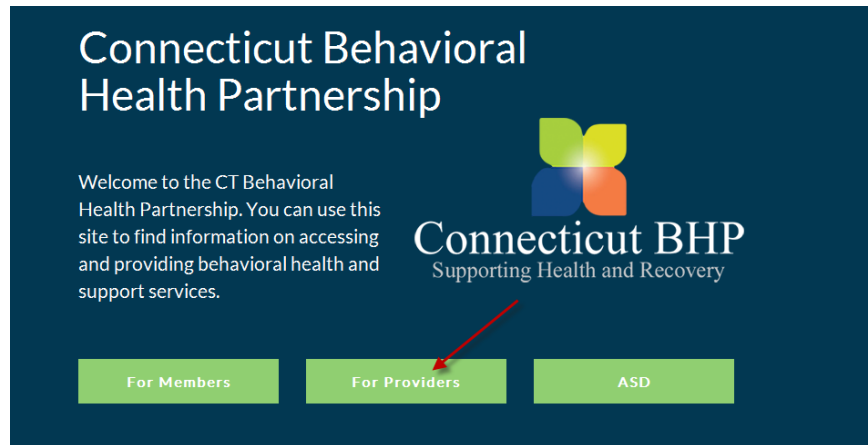 Connecticut Behavioral
Health Partnership
Welcome to the CT Behavioral
Health Partnership. You can use this
site to find information on accessing
and providing behavioral health and
support services.
Connecticut BHP
Supporting Health and Recovery
For Members
For Providers
ASD